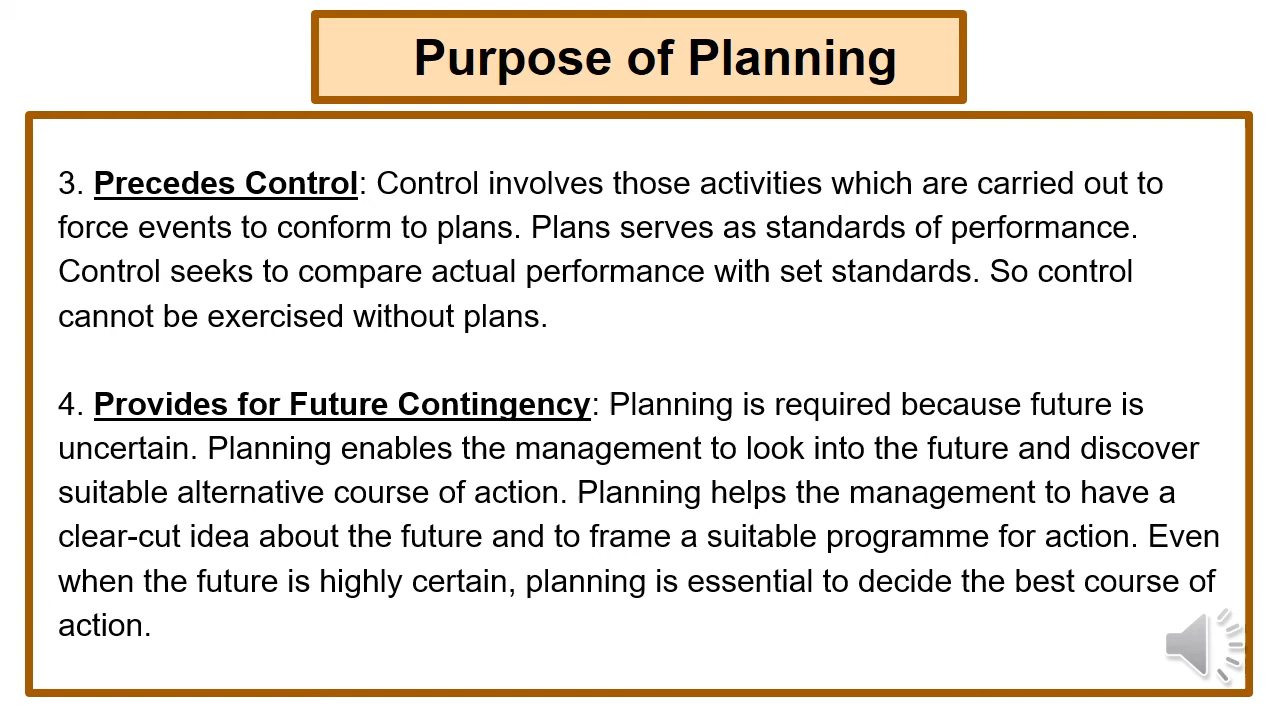 Purpose of Planning
3. Precedes Control: Control involves those activities which are carried out to
force events to conform to plans. Plans serves as standards of performance.
Control seeks to compare actual performance with set standards. So control
cannot be exercised without plans.
4. Provides for Future Contingency: Planning is required because future is
uncertain. Planning enables the management to look into the future and discover
suitable alternative course of action. Planning helps the management to have a
clear-cut idea about the future and to frame a suitable programme for action. Even
when the future is highly certain, planning is essential to decide the best course of
action.